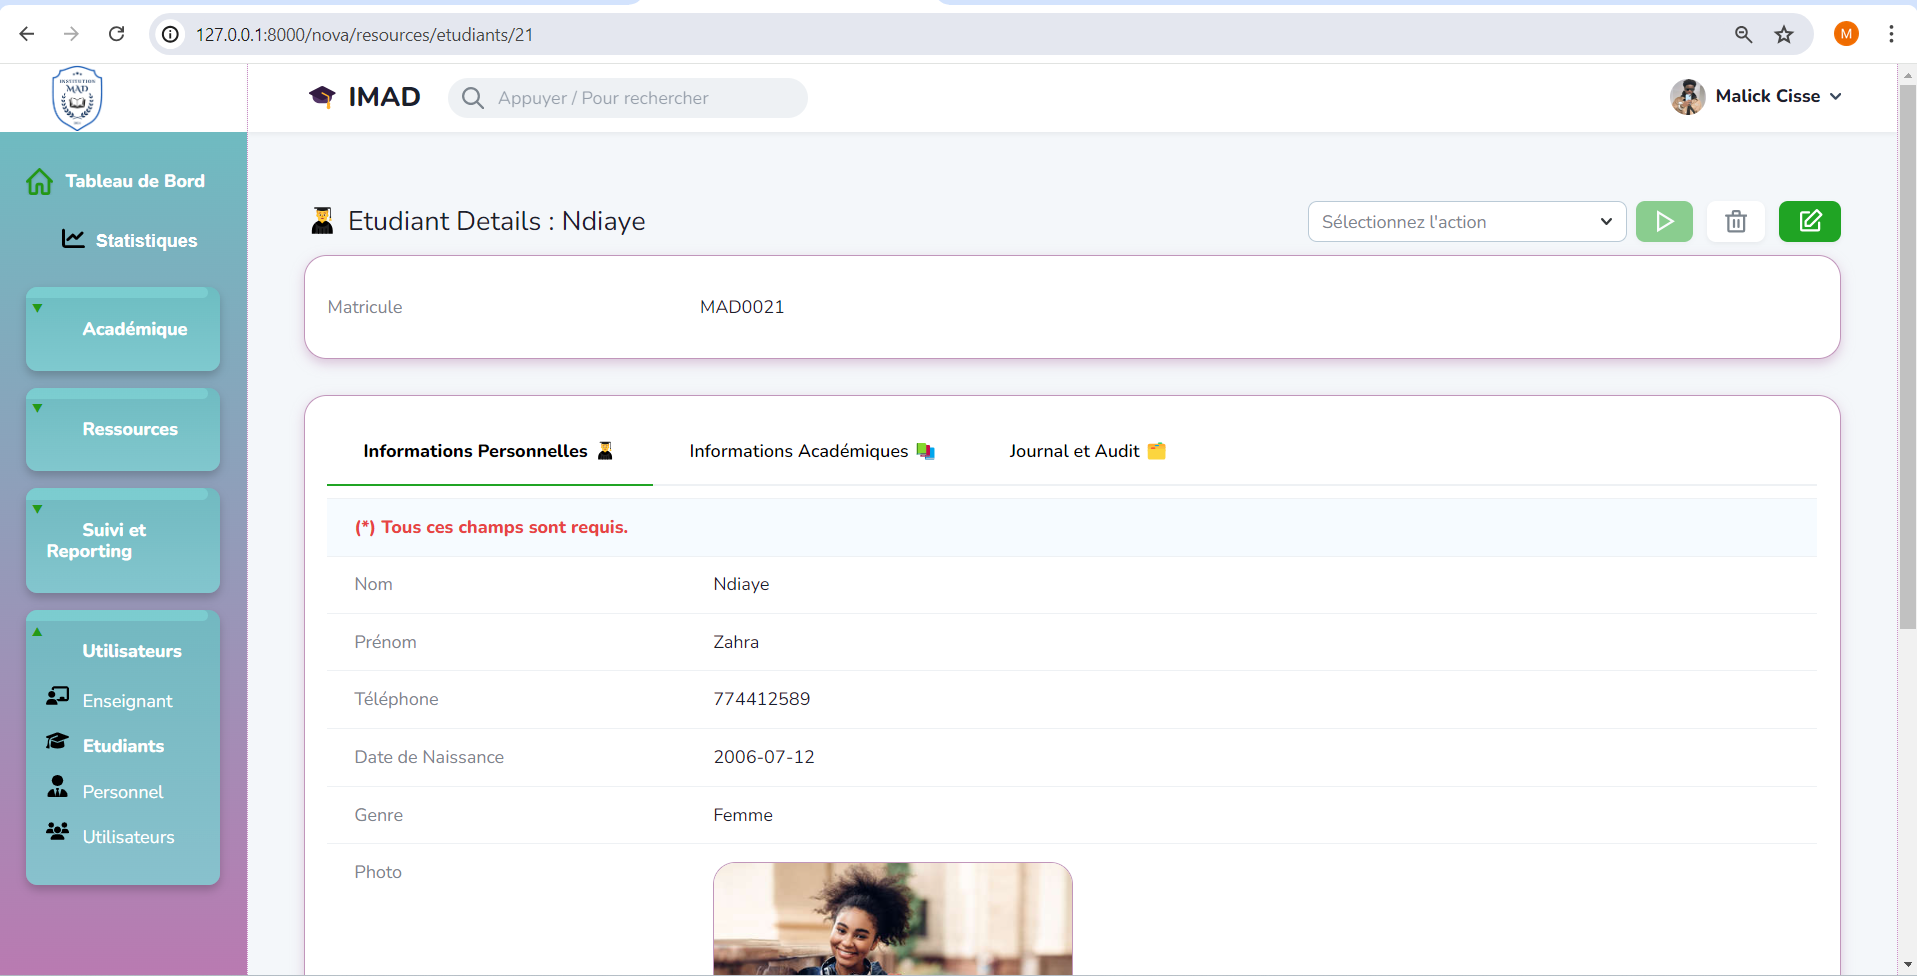 127.0.0.1:8000/nova/resources/etudiants/21
M
INSTITUTION
MAD
IMAD
Appuyer / Pour rechercher
Malick Cisse
Tableau de Bord
Statistiques
Académique
Ressources
Suivi et
Reporting
Utilisateurs
Enseignant
Etudiants
Personnel
Utilisateurs
Etudiant Details : Ndiaye
Sélectionnez l'action
Matricule MAD0021
Informations Personnelles Informations Académiques Journal et Audit
(*) Tous ces champs sont requis.
Nom Ndiaye
Prénom Zahra
Téléphone 774412589
Date de Naissance 2006-07-12
Genre Femme
Photo